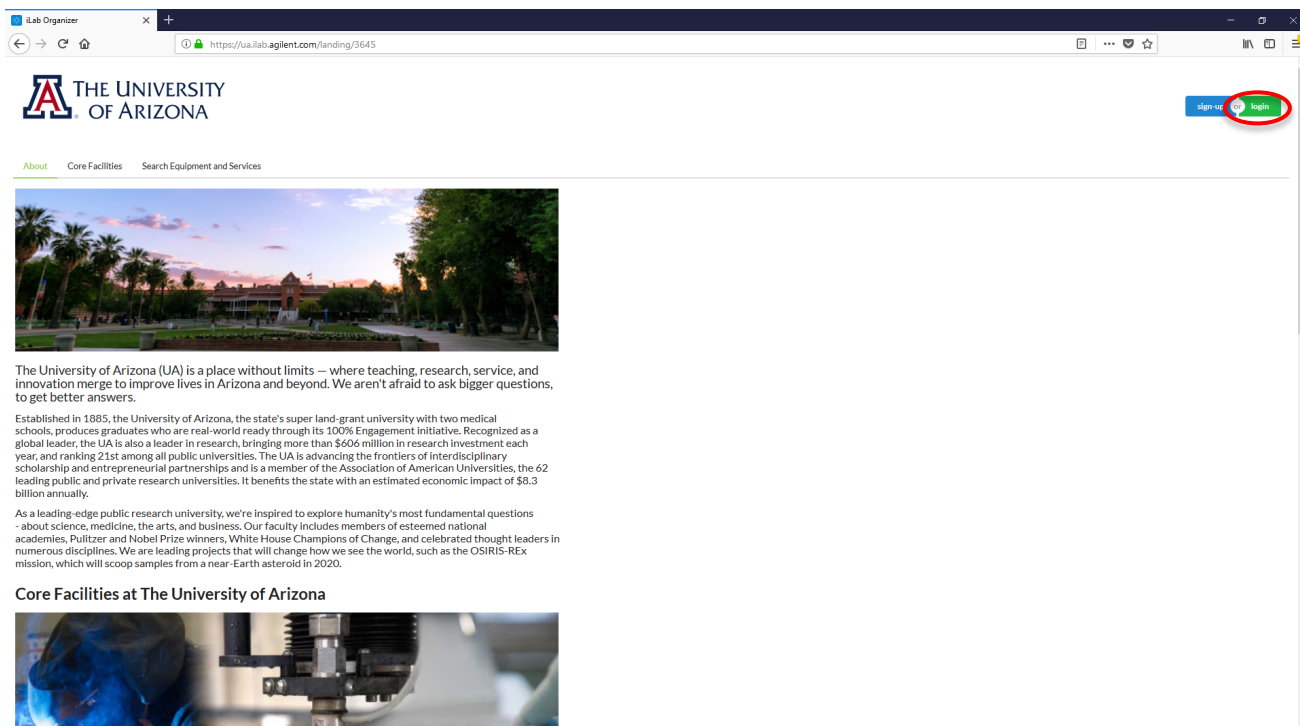 iLab Organizer
https://ua.ilab.agilent.com/landing/3645
THE UNIVERSITY
OF ARIZONA
sign-up or login
About Core Facilities Search Equipment and Services
The University of Arizona (UA) is a place without limits — where teaching, research, service, and
innovation merge to improve lives in Arizona and beyond. We aren't afraid to ask bigger questions,
to get better answers.
Established in 1885, the University of Arizona, the state's super land-grant university with two medical
schools, produces graduates who are real-world ready through its 100% Engagement initiative. Recognized as a
global leader, the UA is also a leader in research, bringing more than $606 million in research investment each
year, and ranking 21st among all public universities. The UA is advancing the frontiers of interdisciplinary
scholarship and entrepreneurial partnerships and is a member of the Association of American Universities, the 62
leading public and private research universities. It benefits the state with an estimated economic impact of $8.3
billion annually.
As a leading-edge public research university, we're inspired to explore humanity's most fundamental questions
- about science, medicine, the arts, and business. Our faculty includes members of esteemed national
academies, Pulitzer and Nobel Prize winners, White House Champions of Change, and celebrated thought leaders in
numerous disciplines. We are leading projects that will change how we see the world, such as the OSIRIS-REx
mission, which will scoop samples from a near-Earth asteroid in 2020.
Core Facilities at The University of Arizona